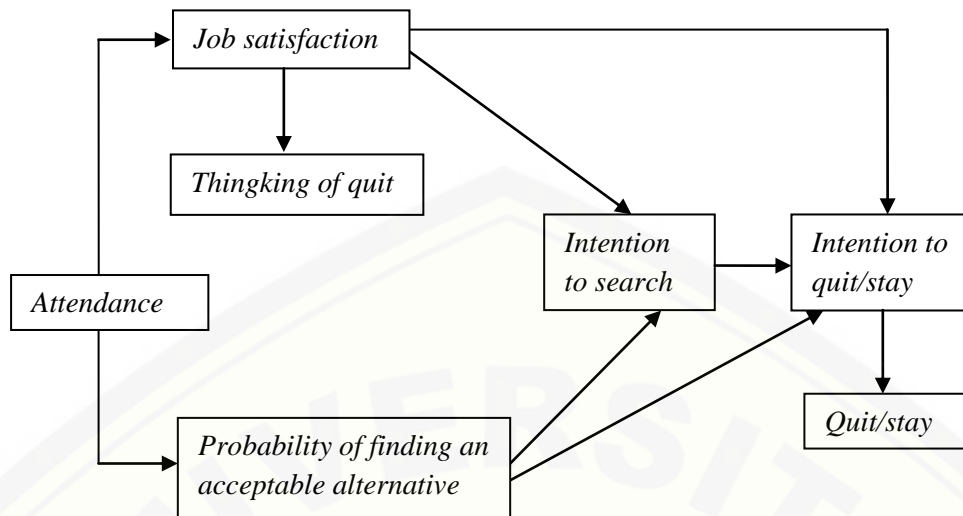 Job satisfaction
Thingking of quit
Intention
to search
Intention to
quit/stay
Attendance
Quit/stay
Probability of finding an
acceptable alternative